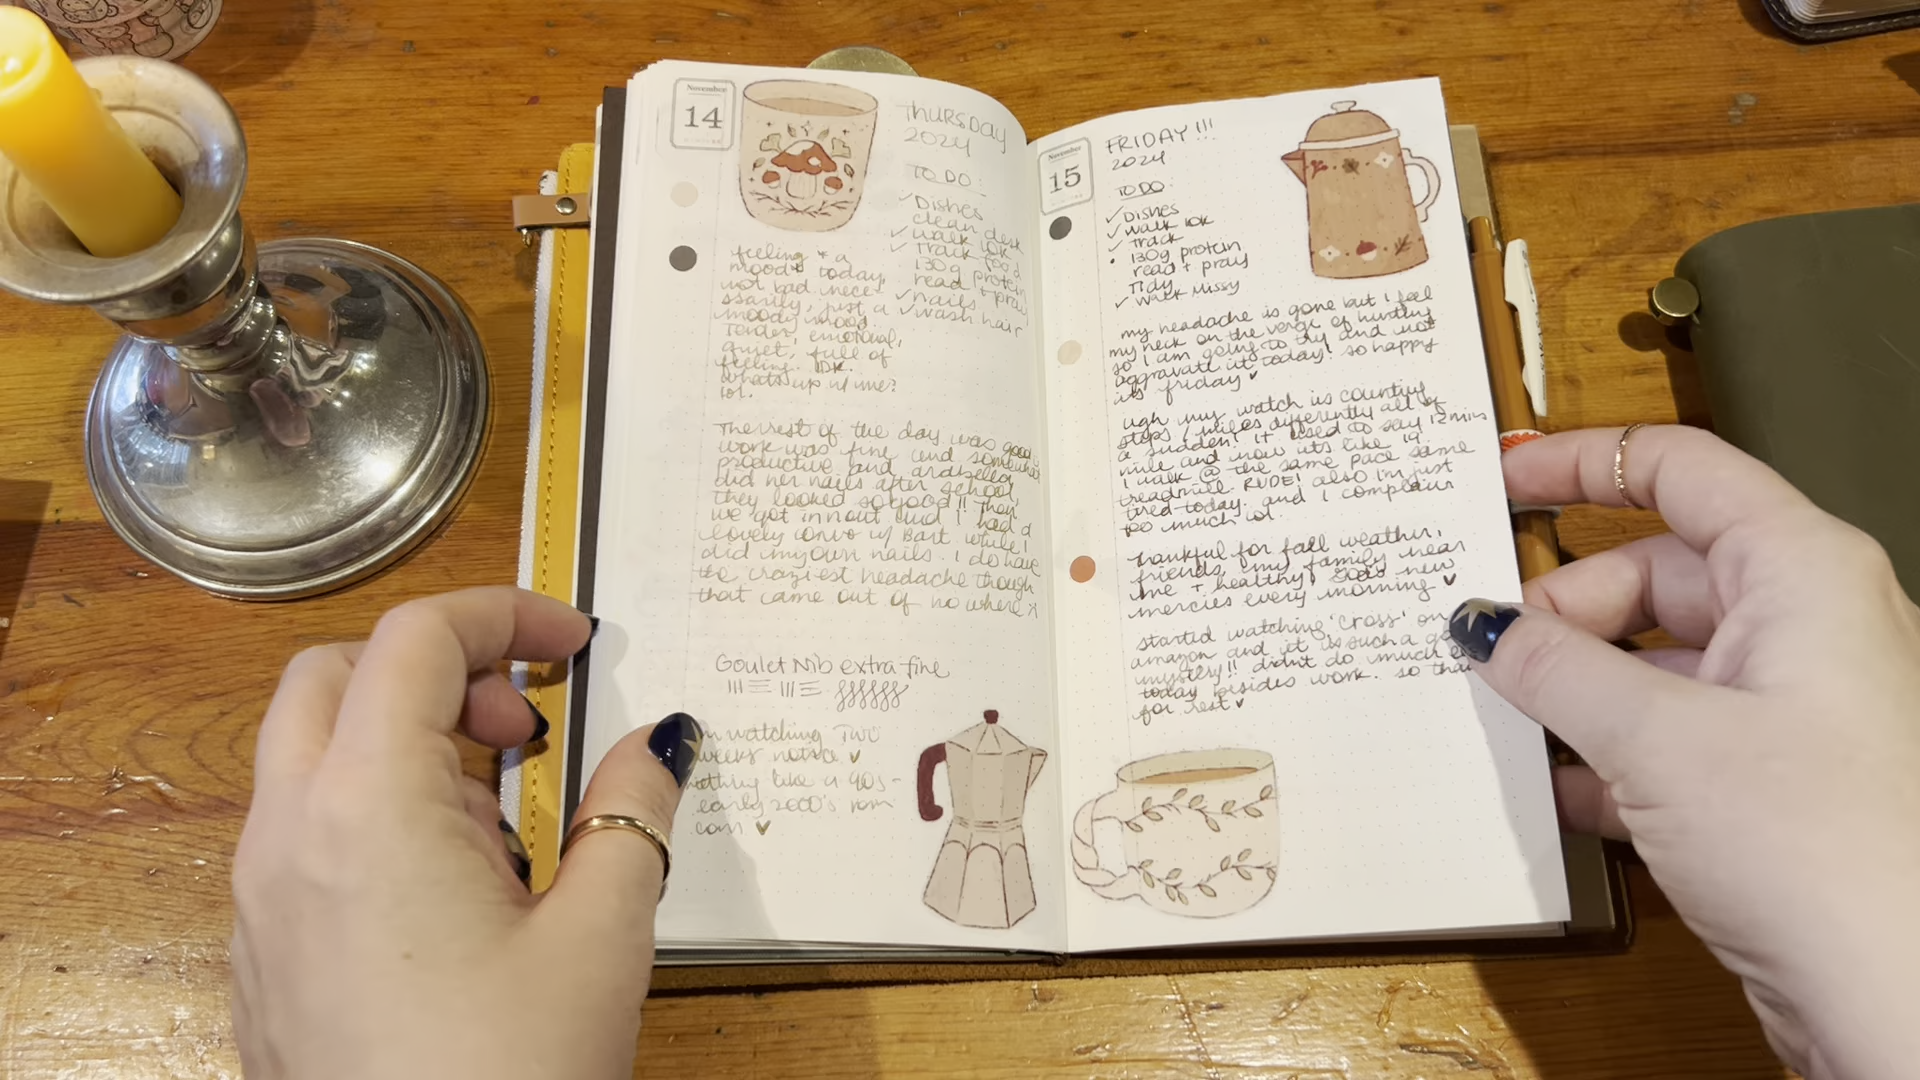 November
14
THURSDAY
2024
TO DO:
✓ Dishes
clean desk
✓ walk 10k
✓ Track food
130g protein
read + pray
✓ nails
✓ wash hair
feeling * a
mood* today,
not bad nece-
ssarily, just a
moody mood.
Tender, emotional,
quiet, full of
feeling. IDK.
whats up w/ me?
lol.
The rest of the day was good,
work was fine and somewhat
productive and
did her nails after school,
they looked so good!! Then
we got in n out and I had a
lovely convo w/ Bart while I
did my own nails. I do have
the craziest headache though
that came out of no where
Goulet Nib extra-fine
watching Two
weeks notice ♥
nothing like a 90s-
early 2000's rom
com ♥
November
15
FRIDAY!!!
2024
TO DO:
✓ Dishes
✓ walk 10k
✓ Track
• 130g protein
read + pray
Tidy
✓ walk Missy
my headache is gone but I feel
my neck on the verge of hurting
so I am going to try and not
aggravate it today! so happy
its friday ♥
ugh my watch is counting
steps / miles differently all of
a sudden! it used to say 12 mins
mile and now its like 19.
I walk @ the same pace same
treadmill. RUDE! also im just
tired today. and I complain
too much lol.
thankful for fall weather,
friends, my family near
me + healthy, God's new
mercies every morning ♥
started watching 'Cross' on
amazon and it is such a
mystery!! didn't do much
today besides work. so
for rest ♥